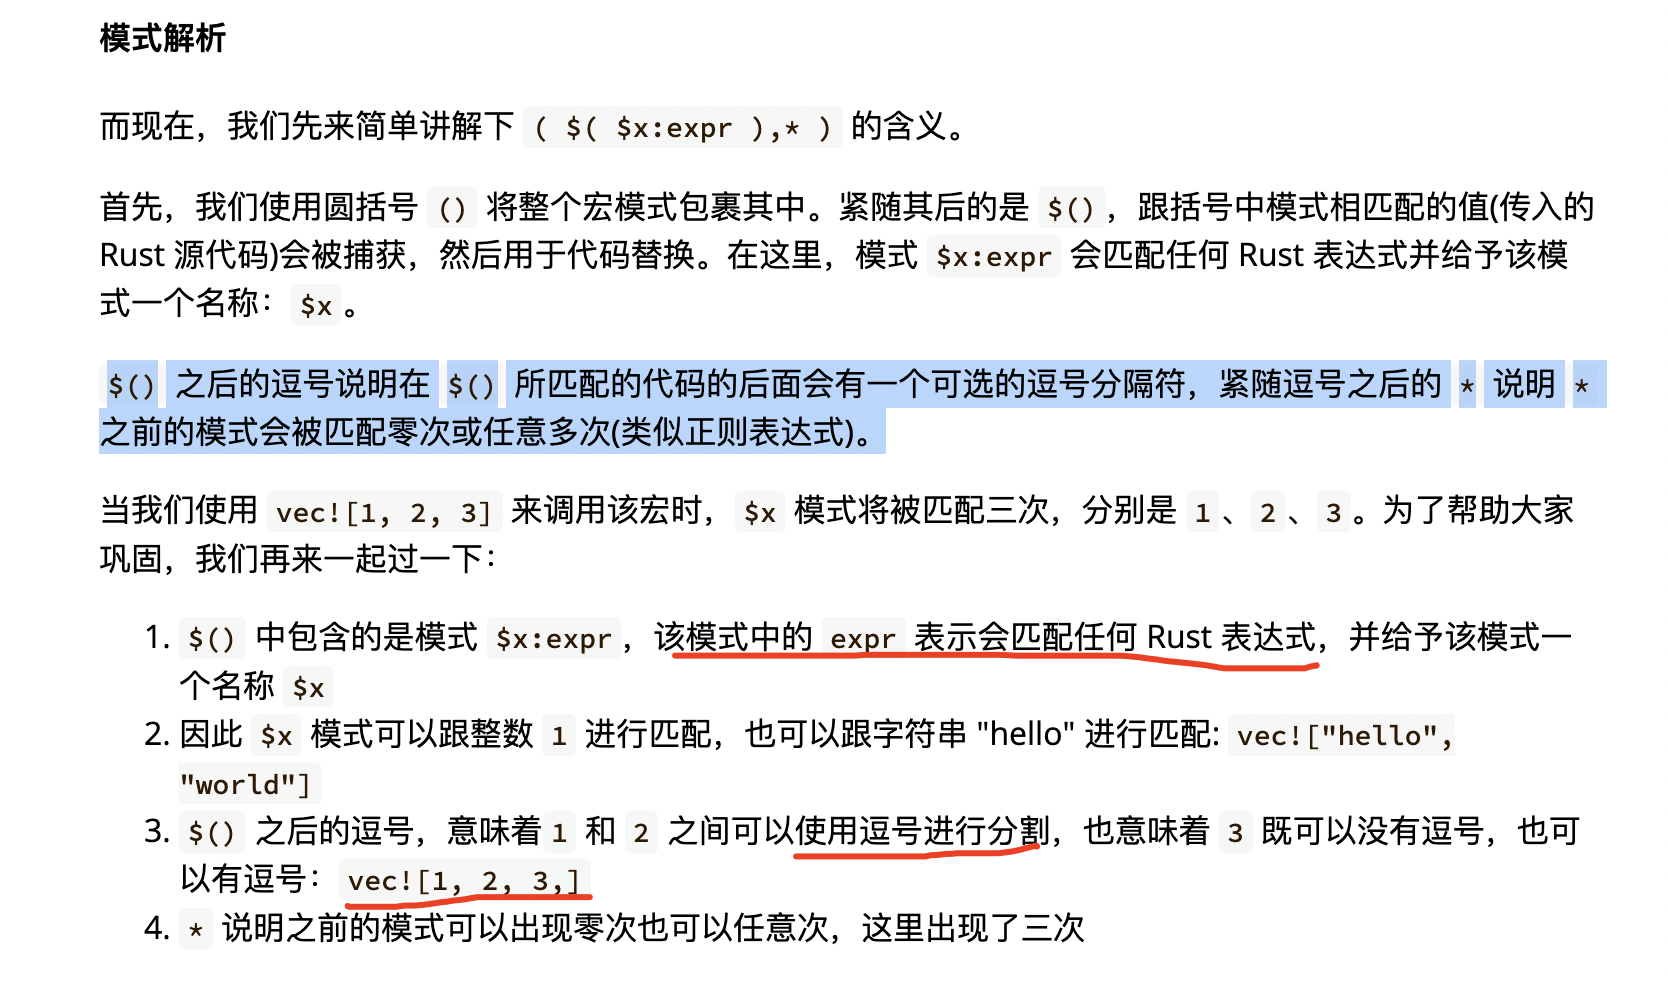 模式解析
而现在，我们先来简单讲解下 ( $( $x:expr ),* ) 的含义。
首先，我们使用圆括号 () 将整个宏模式包裹其中。紧随其后的是 $()，跟括号中模式相匹配的值(传入的
Rust 源代码)会被捕获，然后用于代码替换。在这里，模式 $x:expr 会匹配任何 Rust 表达式并给予该模
式一个名称： $x 。
$() 之后的逗号说明在 $() 所匹配的代码的后面会有一个可选的逗号分隔符，紧随逗号之后的 * 说明 *
之前的模式会被匹配零次或任意多次(类似正则表达式)。
当我们使用 vec![1, 2, 3] 来调用该宏时， $x 模式将被匹配三次，分别是 1 、 2 、 3 。为了帮助大家
巩固，我们再来一起过一下：
1. $() 中包含的是模式 $x:expr，该模式中的 expr 表示会匹配任何 Rust 表达式，并给予该模式一
个名称 $x
2. 因此 $x 模式可以跟整数 1 进行匹配，也可以跟字符串 "hello" 进行匹配: vec!["hello",
"world"]
3. $() 之后的逗号，意味着 1 和 2 之间可以使用逗号进行分割，也意味着 3 既可以没有逗号，也可
以有逗号： vec![1, 2, 3,]
4. * 说明之前的模式可以出现零次也可以任意次，这里出现了三次